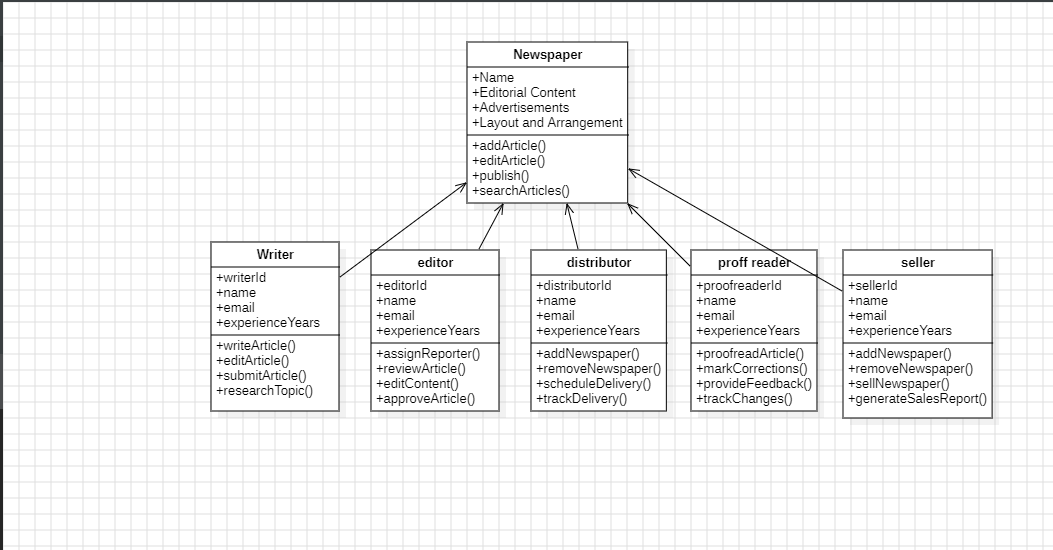 Newspaper
+Name
+Editorial Content
+Advertisements
+Layout and Arrangement
+addArticle()
+editArticle()
+publish()
+searchArticles()
Writer
+writerId
+name
+email
+experienceYears
+writeArticle()
+editArticle()
+submitArticle()
+researchTopic()
editor
+editorId
+name
+email
+experienceYears
+assignReporter()
+reviewArticle()
+editContent()
+approveArticle()
distributor
+distributorId
+name
+email
+experienceYears
+addNewspaper()
+removeNewspaper()
+scheduleDelivery()
+trackDelivery()
proff reader
+proofreaderId
+name
+email
+experienceYears
+proofreadArticle()
+markCorrections()
+provideFeedback()
+trackChanges()
seller
+sellerId
+name
+email
+experienceYears
+addNewspaper()
+removeNewspaper()
+sellNewspaper()
+generateSalesReport()